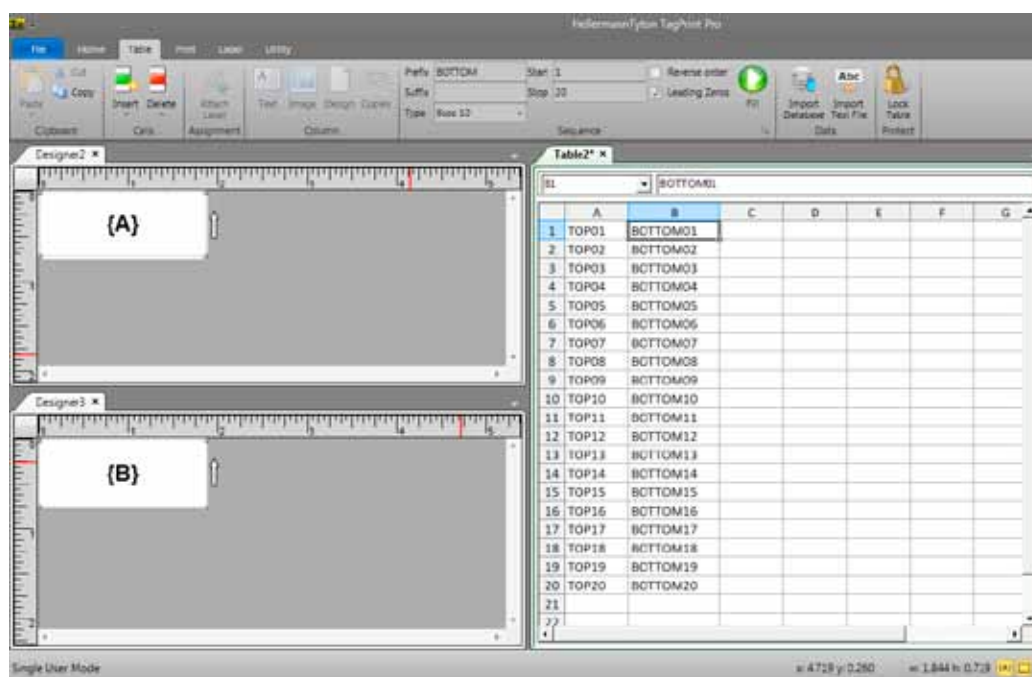 HellermannTyton TagPrint Pro
File Home Table Print Label Utility
Paste Cut Copy Insert Delete Attach Label Text Image Design Copies
Prefix BOTTOM Start 1 Reverse order
Suffix Stop 20 Leading Zeros
Type Base 10
Fill Import Database Import Text File Lock Table
Clipboard Cells Assignment Column Sequence Data Protect
Designer2 × Table2* ×
B1 BOTTOM01
A B C D E F G
{A}
1 TOP01 BOTTOM01
2 TOP02 BOTTOM02
3 TOP03 BOTTOM03
4 TOP04 BOTTOM04
5 TOP05 BOTTOM05
6 TOP06 BOTTOM06
7 TOP07 BOTTOM07
8 TOP08 BOTTOM08
9 TOP09 BOTTOM09
10 TOP10 BOTTOM10
11 TOP11 BOTTOM11
12 TOP12 BOTTOM12
13 TOP13 BOTTOM13
14 TOP14 BOTTOM14
15 TOP15 BOTTOM15
16 TOP16 BOTTOM16
17 TOP17 BOTTOM17
18 TOP18 BOTTOM18
19 TOP19 BOTTOM19
20 TOP20 BOTTOM20
21
22
Designer3 ×
{B}
Single User Mode x: 4.719 y: 0.260 w: 1.844 h: 0.719